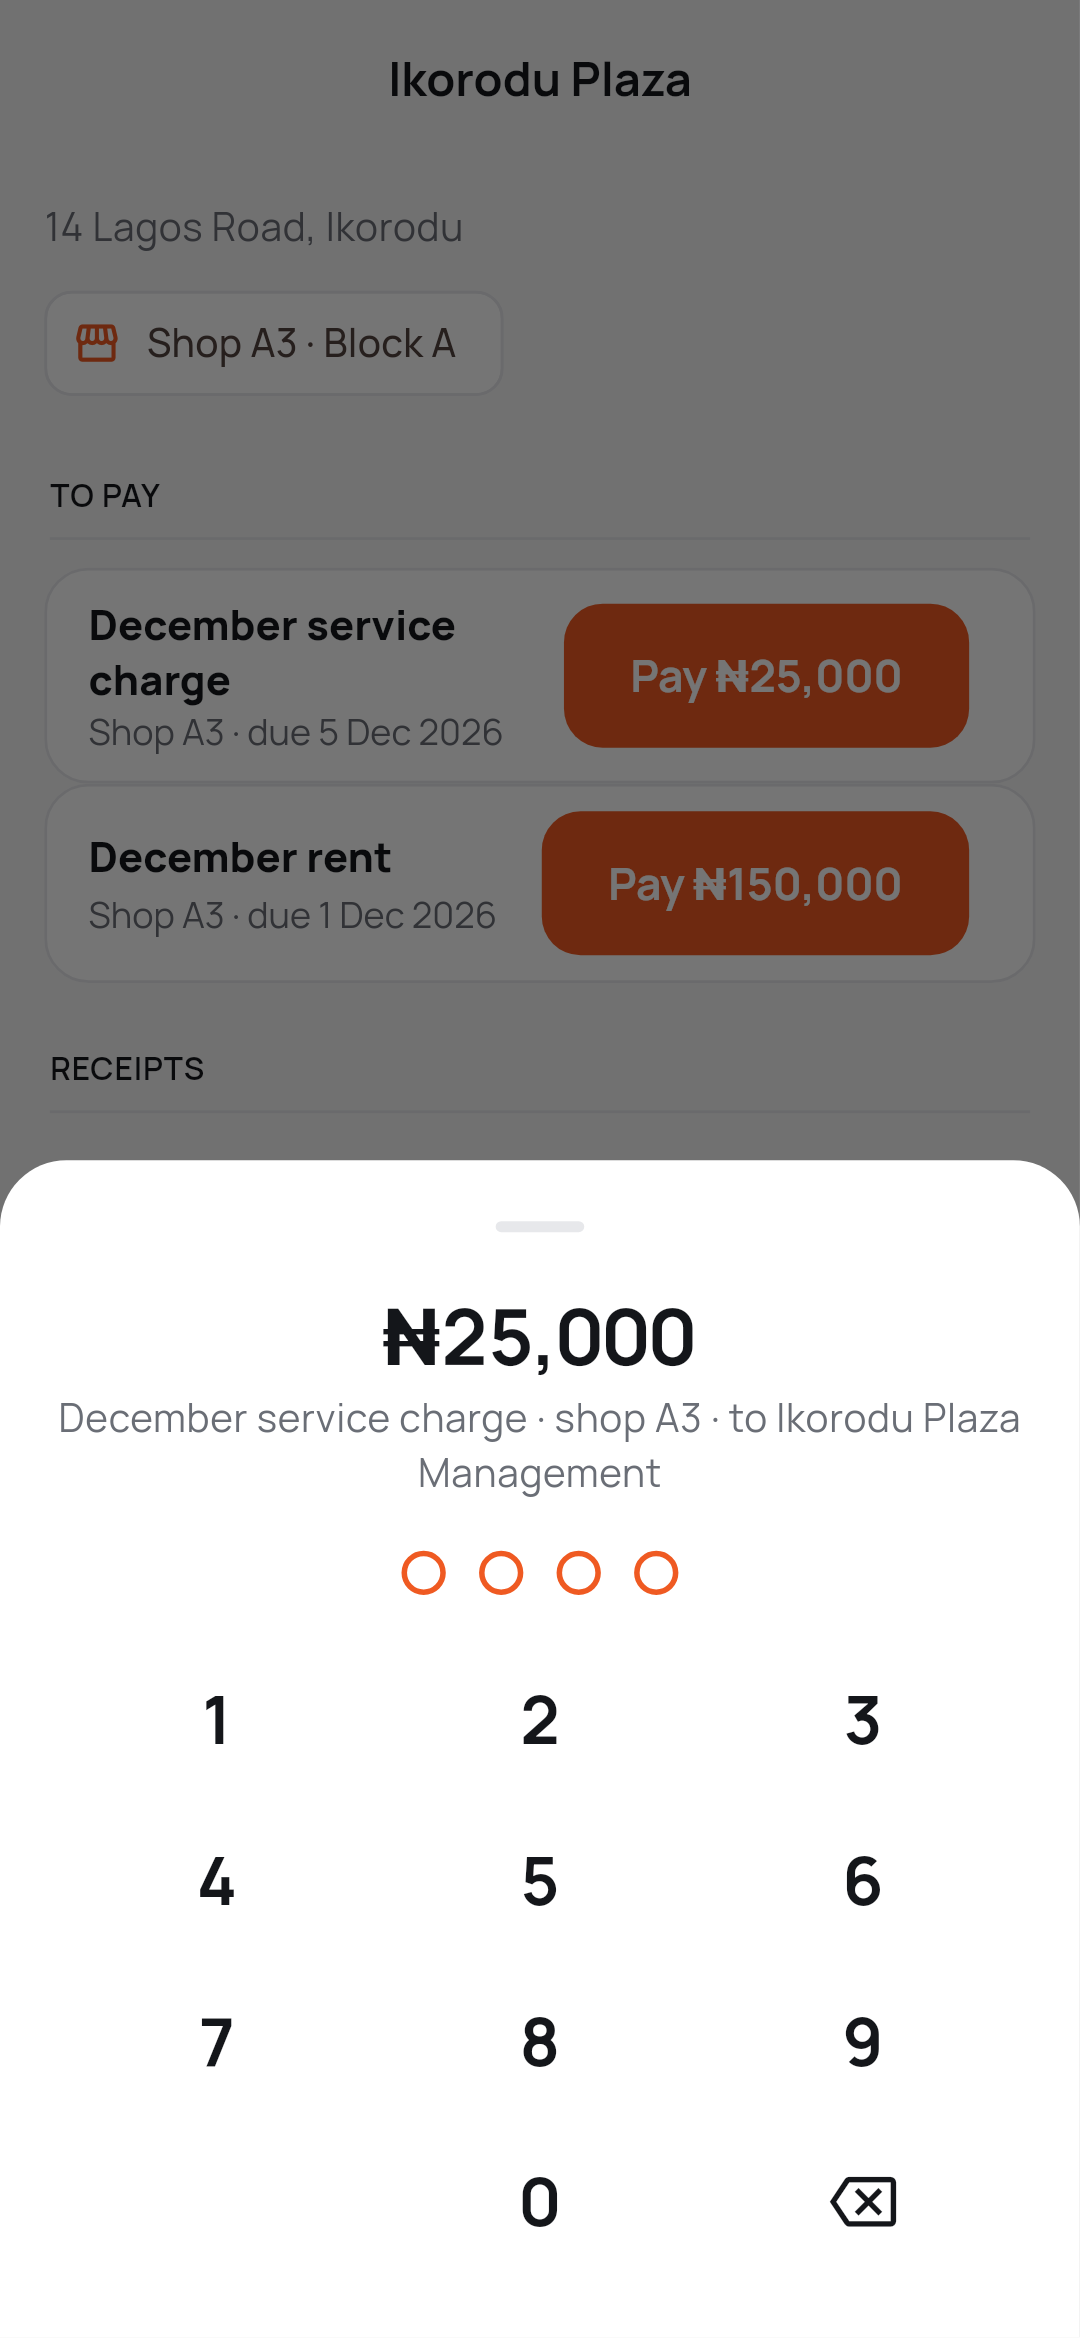 Ikorodu Plaza
14 Lagos Road, Ikorodu
Shop A3 · Block A
TO PAY
December service
charge
Shop A3 · due 5 Dec 2026
Pay ₦25,000
December rent
Shop A3 · due 1 Dec 2026
Pay ₦150,000
RECEIPTS
₦25,000
December service charge · shop A3 · to Ikorodu Plaza
Management
1 2 3
4 5 6
7 8 9
0